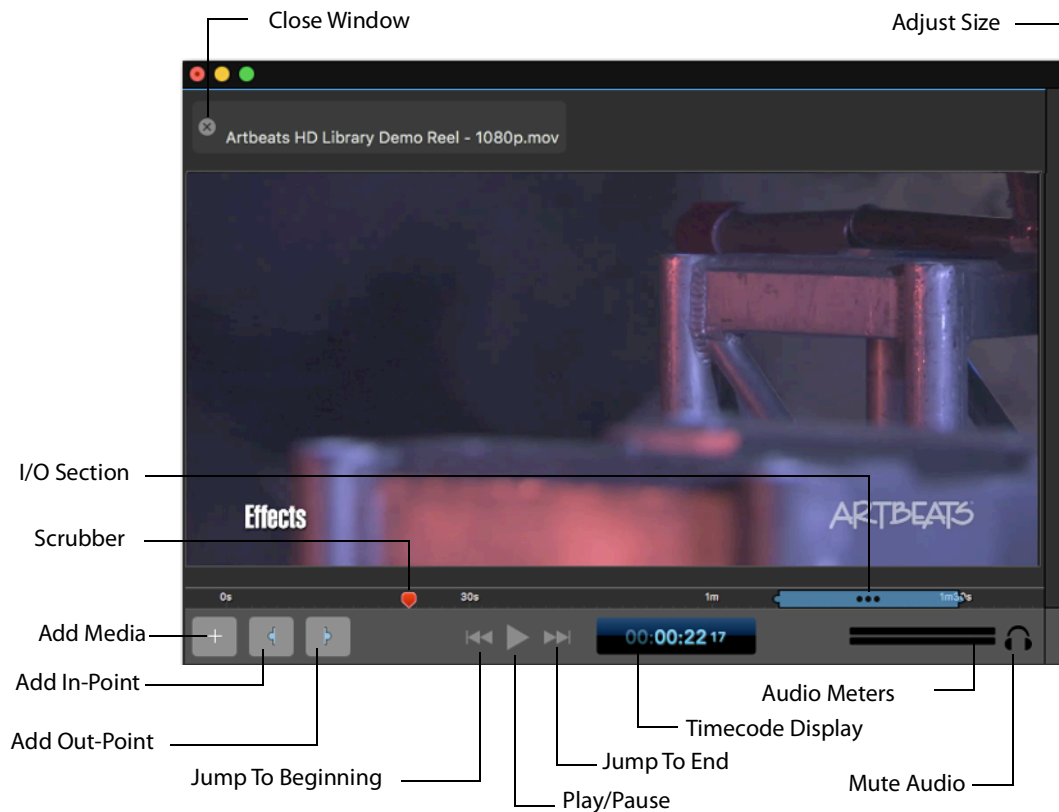 Close Window
Adjust Size
Artbeats HD Library Demo Reel - 1080p.mov
I/O Section
Effects
ARTBEATS
Scrubber
0s
30s
1m
1m30s
Add Media
00:00:22 17
Add In-Point
Audio Meters
Timecode Display
Add Out-Point
Jump To End
Jump To Beginning
Mute Audio
Play/Pause